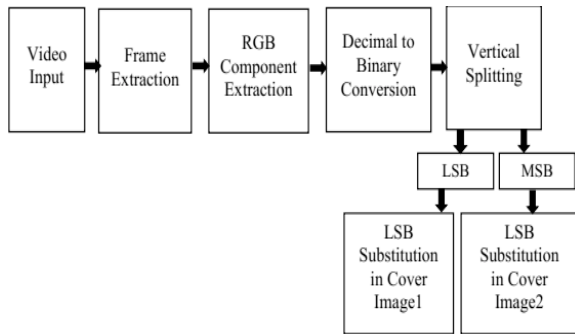 Video
Input
Frame
Extraction
RGB
Component
Extraction
Decimal to
Binary
Conversion
Vertical
Splitting
LSB
MSB
LSB
Substitution
in Cover
Image1
LSB
Substitution
in Cover
Image2